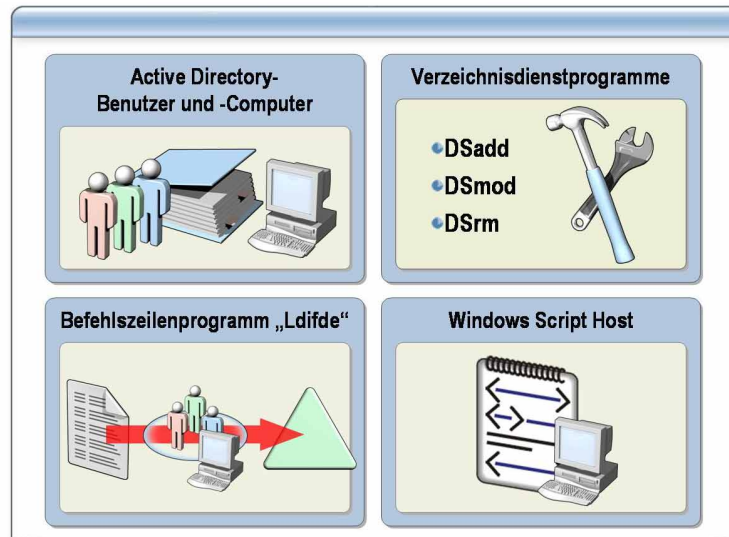 Active Directory-
Benutzer und -Computer
Verzeichnisdienstprogramme
DSadd
DSmod
DSrm
Befehlszeilenprogramm „Ldifde“
Windows Script Host